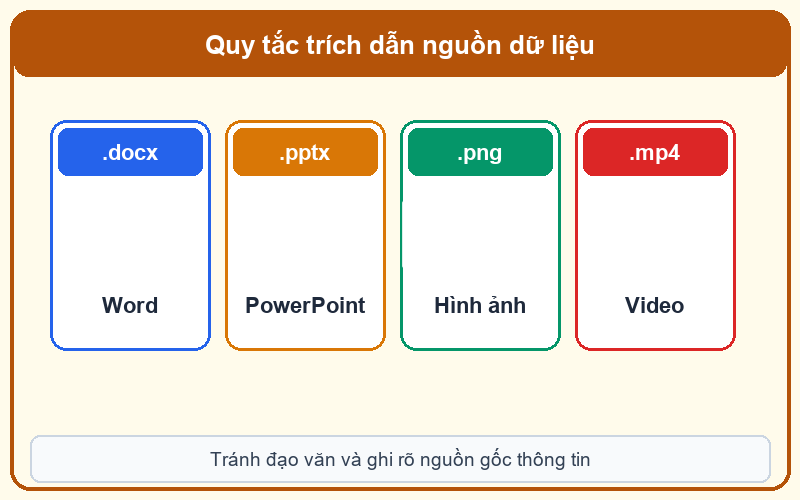 Quy tắc trích dẫn nguồn dữ liệu
.docx
.pptx
.png
.mp4
Word
PowerPoint
Hình ảnh
Video
Tránh đạo văn và ghi rõ nguồn gốc thông tin